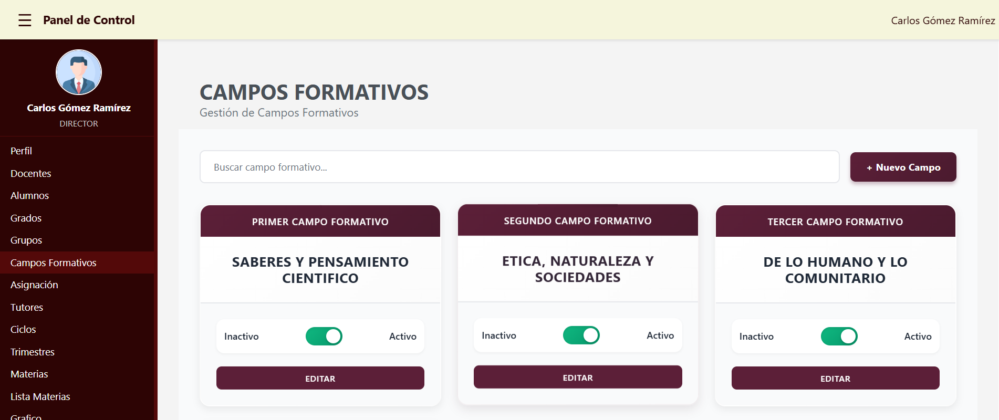 ☰ Panel de Control
Carlos Gómez Ramírez
Carlos Gómez Ramírez
DIRECTOR
Perfil
Docentes
Alumnos
Grados
Grupos
Campos Formativos
Asignación
Tutores
Ciclos
Trimestres
Materias
Lista Materias
Grafico
CAMPOS FORMATIVOS
Gestión de Campos Formativos
Buscar campo formativo...
+ Nuevo Campo
PRIMER CAMPO FORMATIVO
SABERES Y PENSAMIENTO
CIENTIFICO
Inactivo
Activo
EDITAR
SEGUNDO CAMPO FORMATIVO
ETICA, NATURALEZA Y
SOCIEDADES
Inactivo
Activo
EDITAR
TERCER CAMPO FORMATIVO
DE LO HUMANO Y LO
COMUNITARIO
Inactivo
Activo
EDITAR